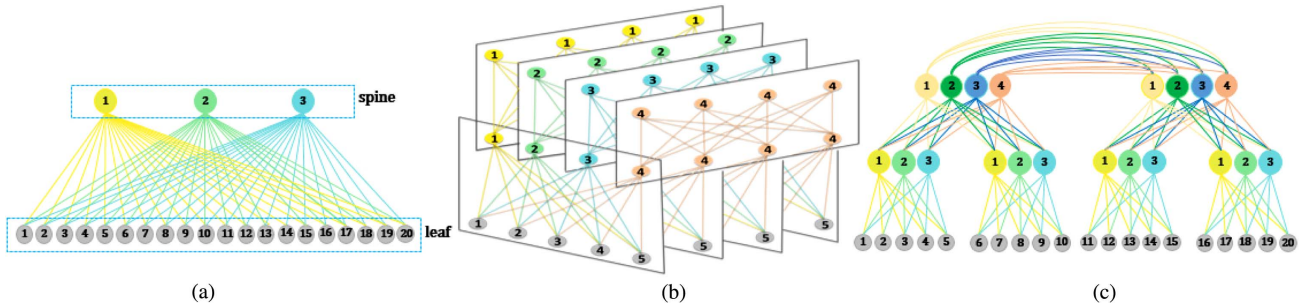 1 2 3 spine
1 2 3 4 5 6 7 8 9 10 11 12 13 14 15 16 17 18 19 20 leaf
(a)
1 1 1 1
2 2 2 2
3 3 3 3
4 4 4 4
1 2 3 4 4 4 4
1 2 3 4 5 5 5 5
(b)
1 2 3 4 1 2 3 4
1 2 3 1 2 3 1 2 3 1 2 3
1 2 3 4 5 6 7 8 9 10 11 12 13 14 15 16 17 18 19 20
(c)